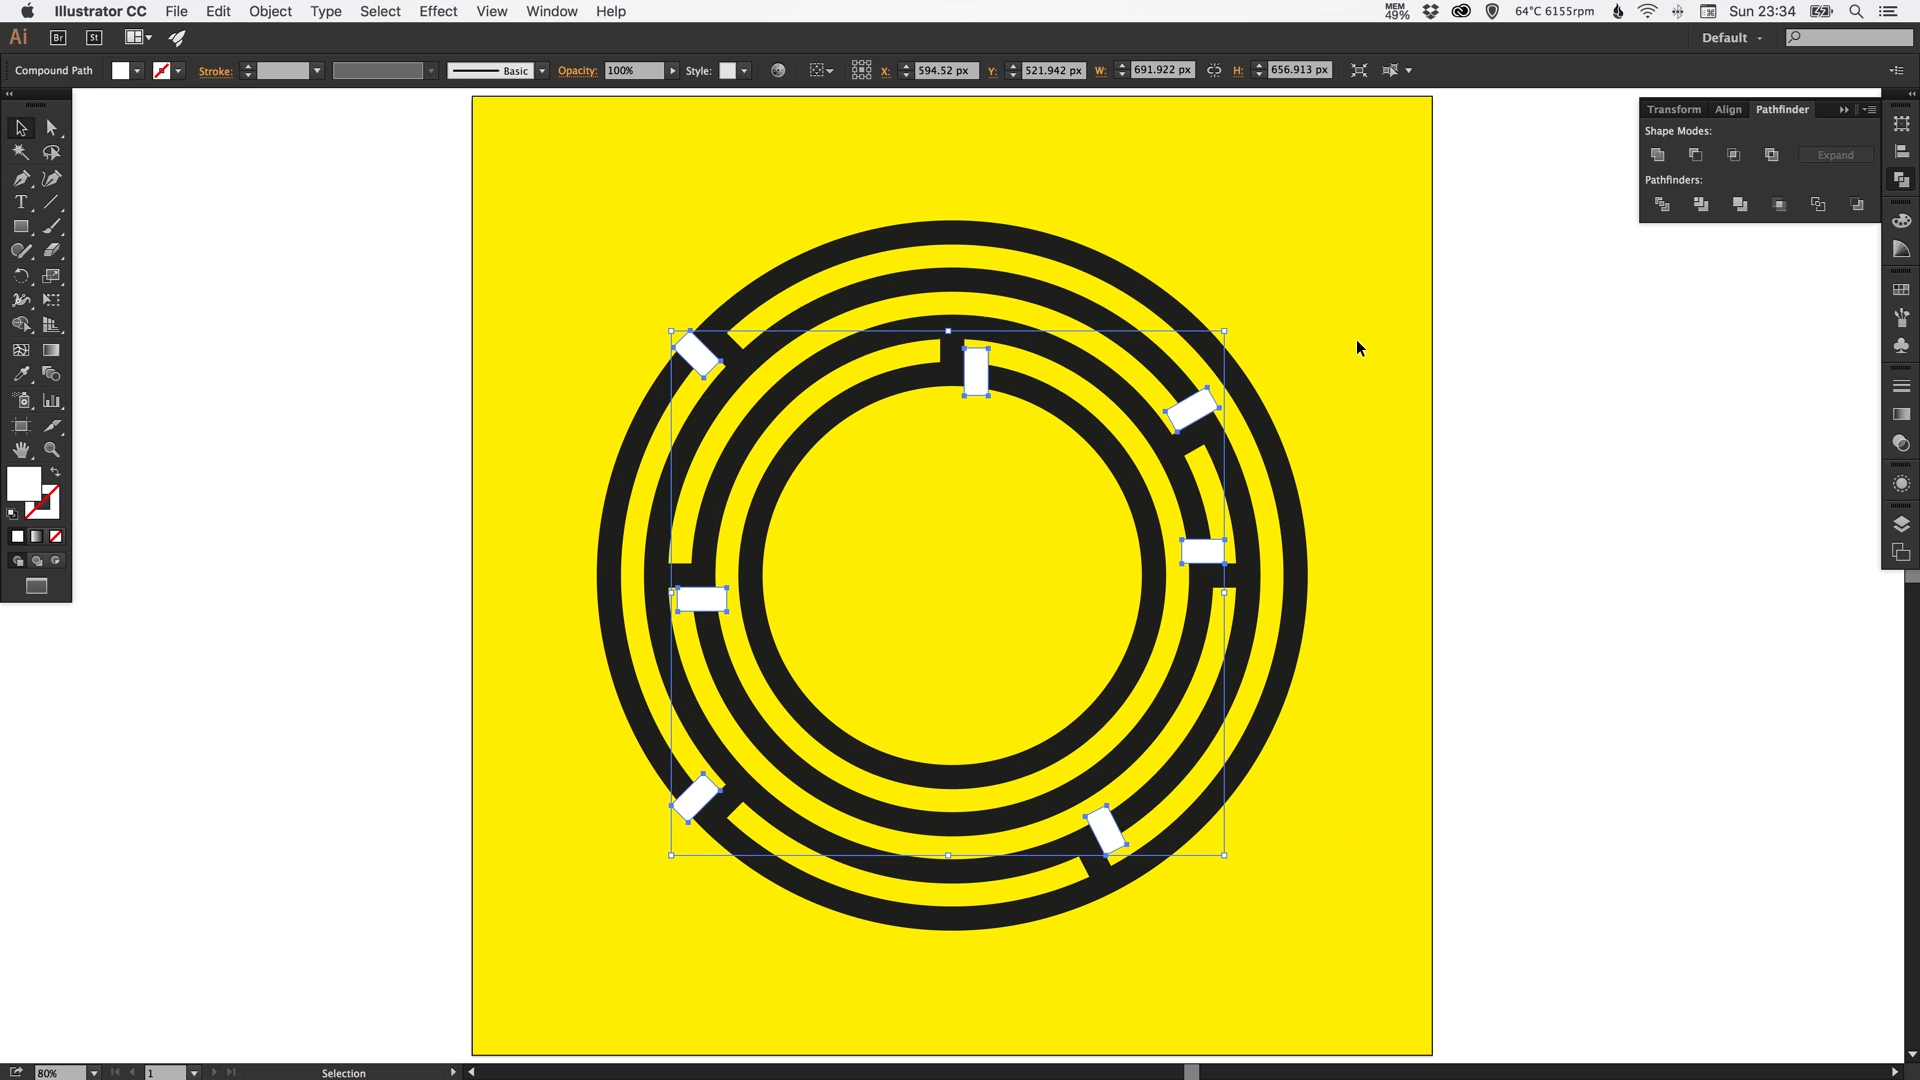 Illustrator CC File Edit Object Type Select Effect View Window Help MEM 49% 64°C 6155rpm Sun 23:34
Ai Br St Default
Compound Path Stroke: Basic Opacity: 100% Style: X: 594.52 px Y: 521.942 px W: 691.922 px H: 656.913 px
Transform Align Pathfinder
Shape Modes:
Expand
Pathfinders:
80% 1 Selection